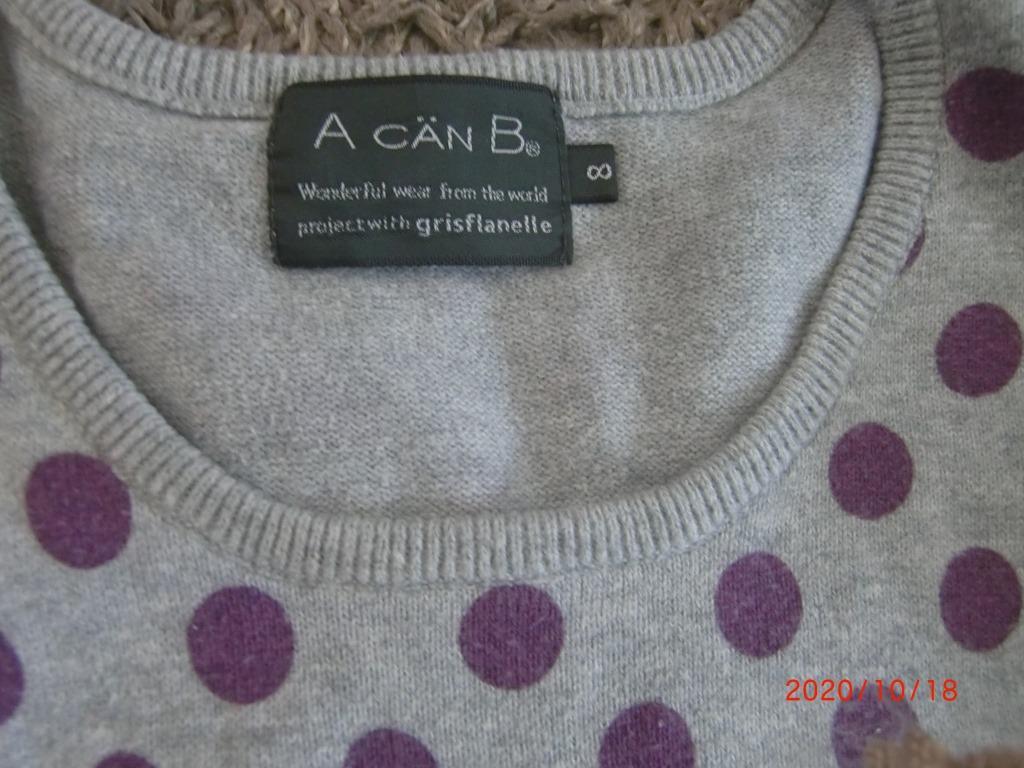 A CÄN B®
8
Wonderful wear from the world
project with grisflanelle
2020/10/18